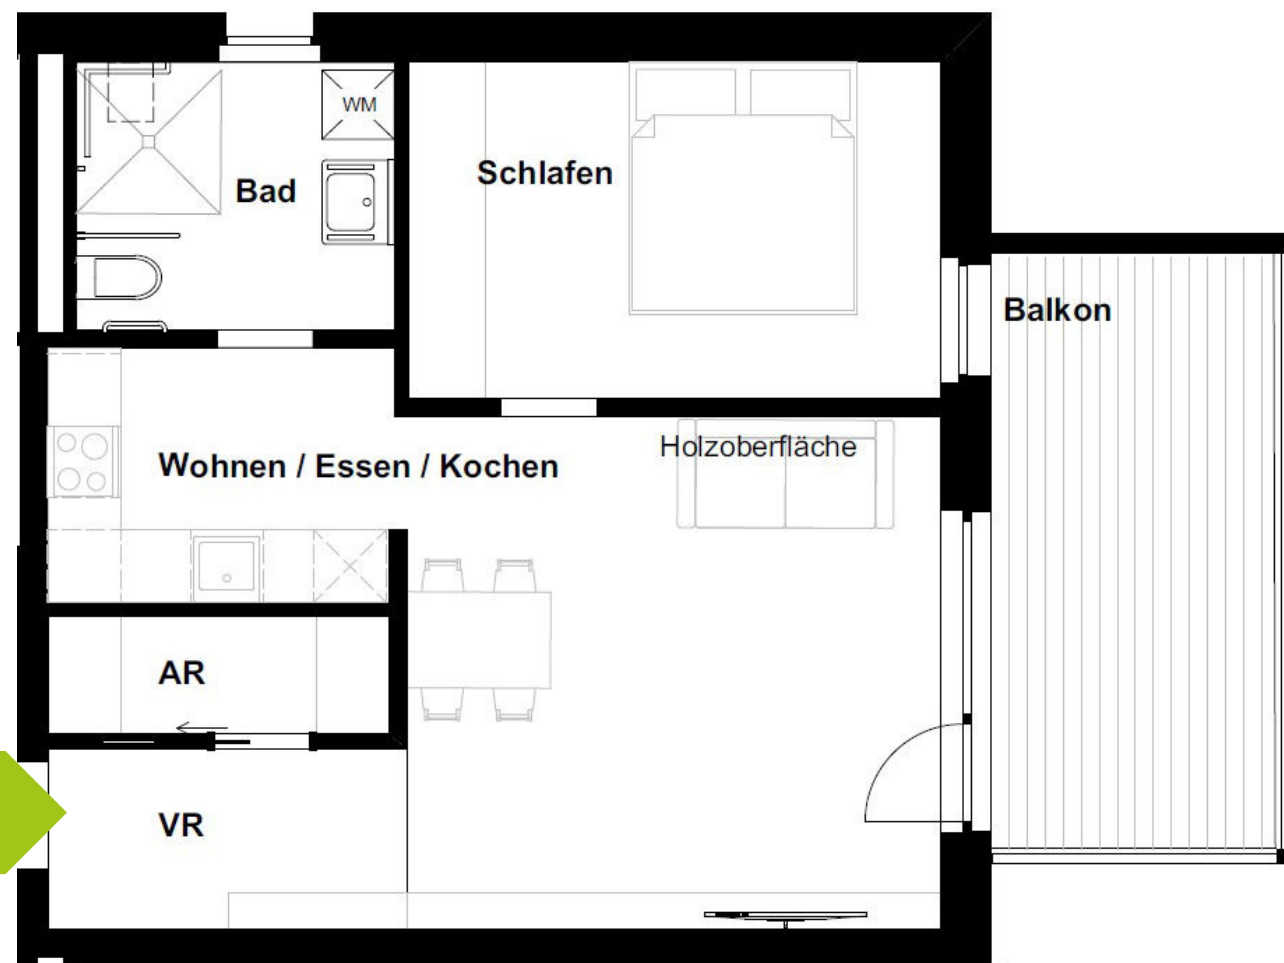 WM
Bad
Schlafen
Balkon
Holzoberfläche
Wohnen / Essen / Kochen
AR
VR